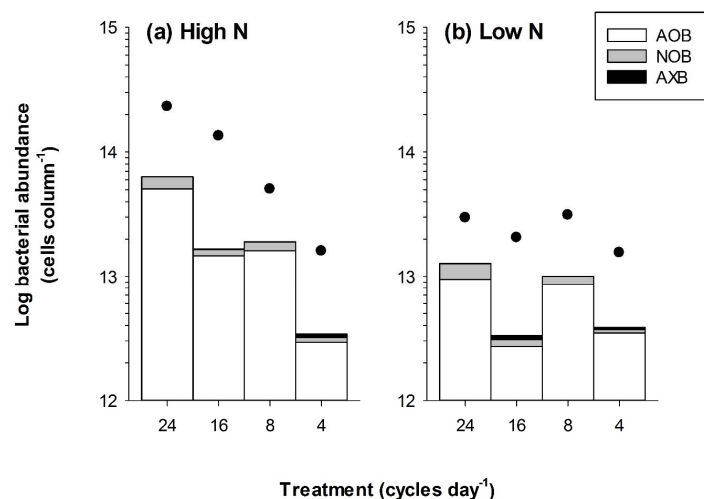 (a) High N
(b) Low N
AOB
NOB
AXB
Log bacterial abundance
(cells column⁻¹)
15
14
13
12
24 16 8 4
15
14
13
12
24 16 8 4
Treatment (cycles day⁻¹)